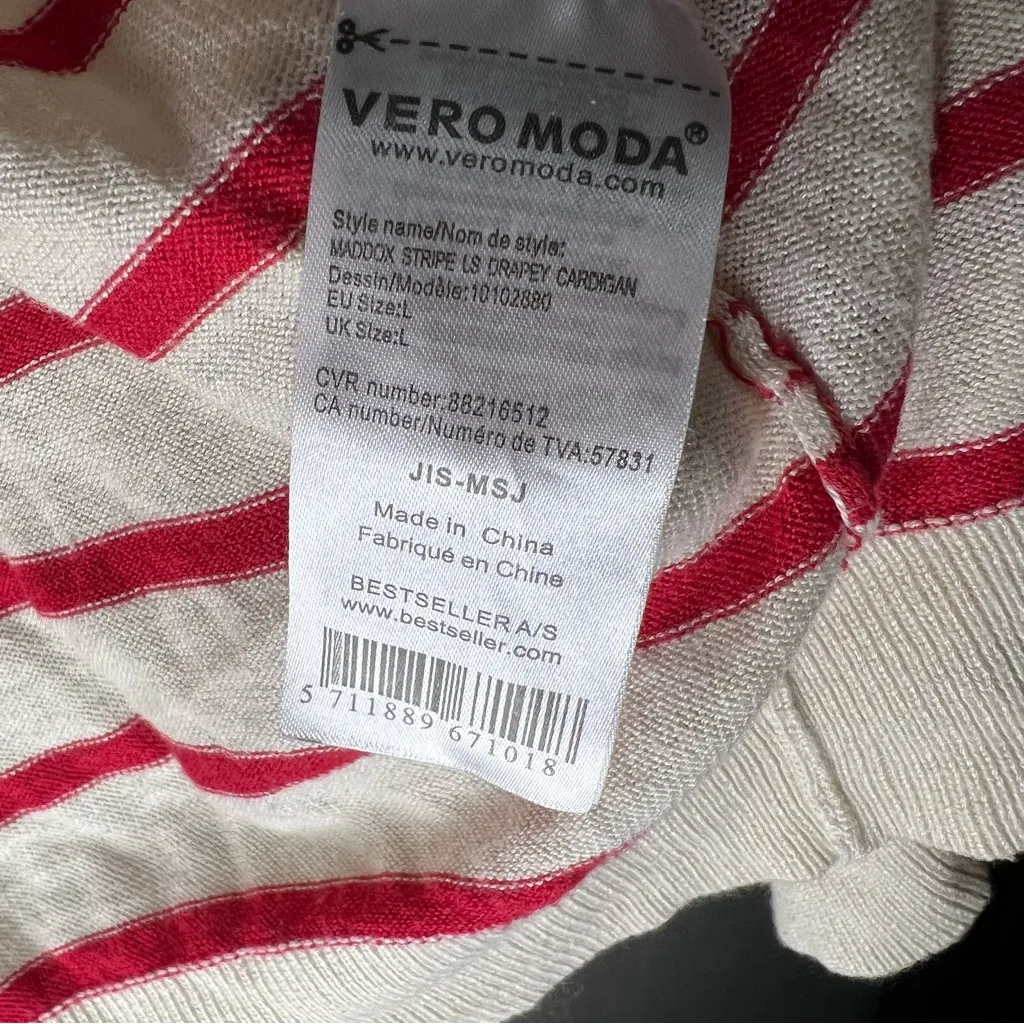 VERO MODA®
www.veromoda.com
Style name/Nom de style:
MADDOX STRIPE LS DRAPEY CARDIGAN
Dessin/Modèle:10102880
EU Size:L
UK Size:L
CVR number:88216512
CA number/Numéro de TVA:57831
JIS-MSJ
Made in China
Fabriqué en Chine
BESTSELLER A/S
www.bestseller.com
5 711889 671018